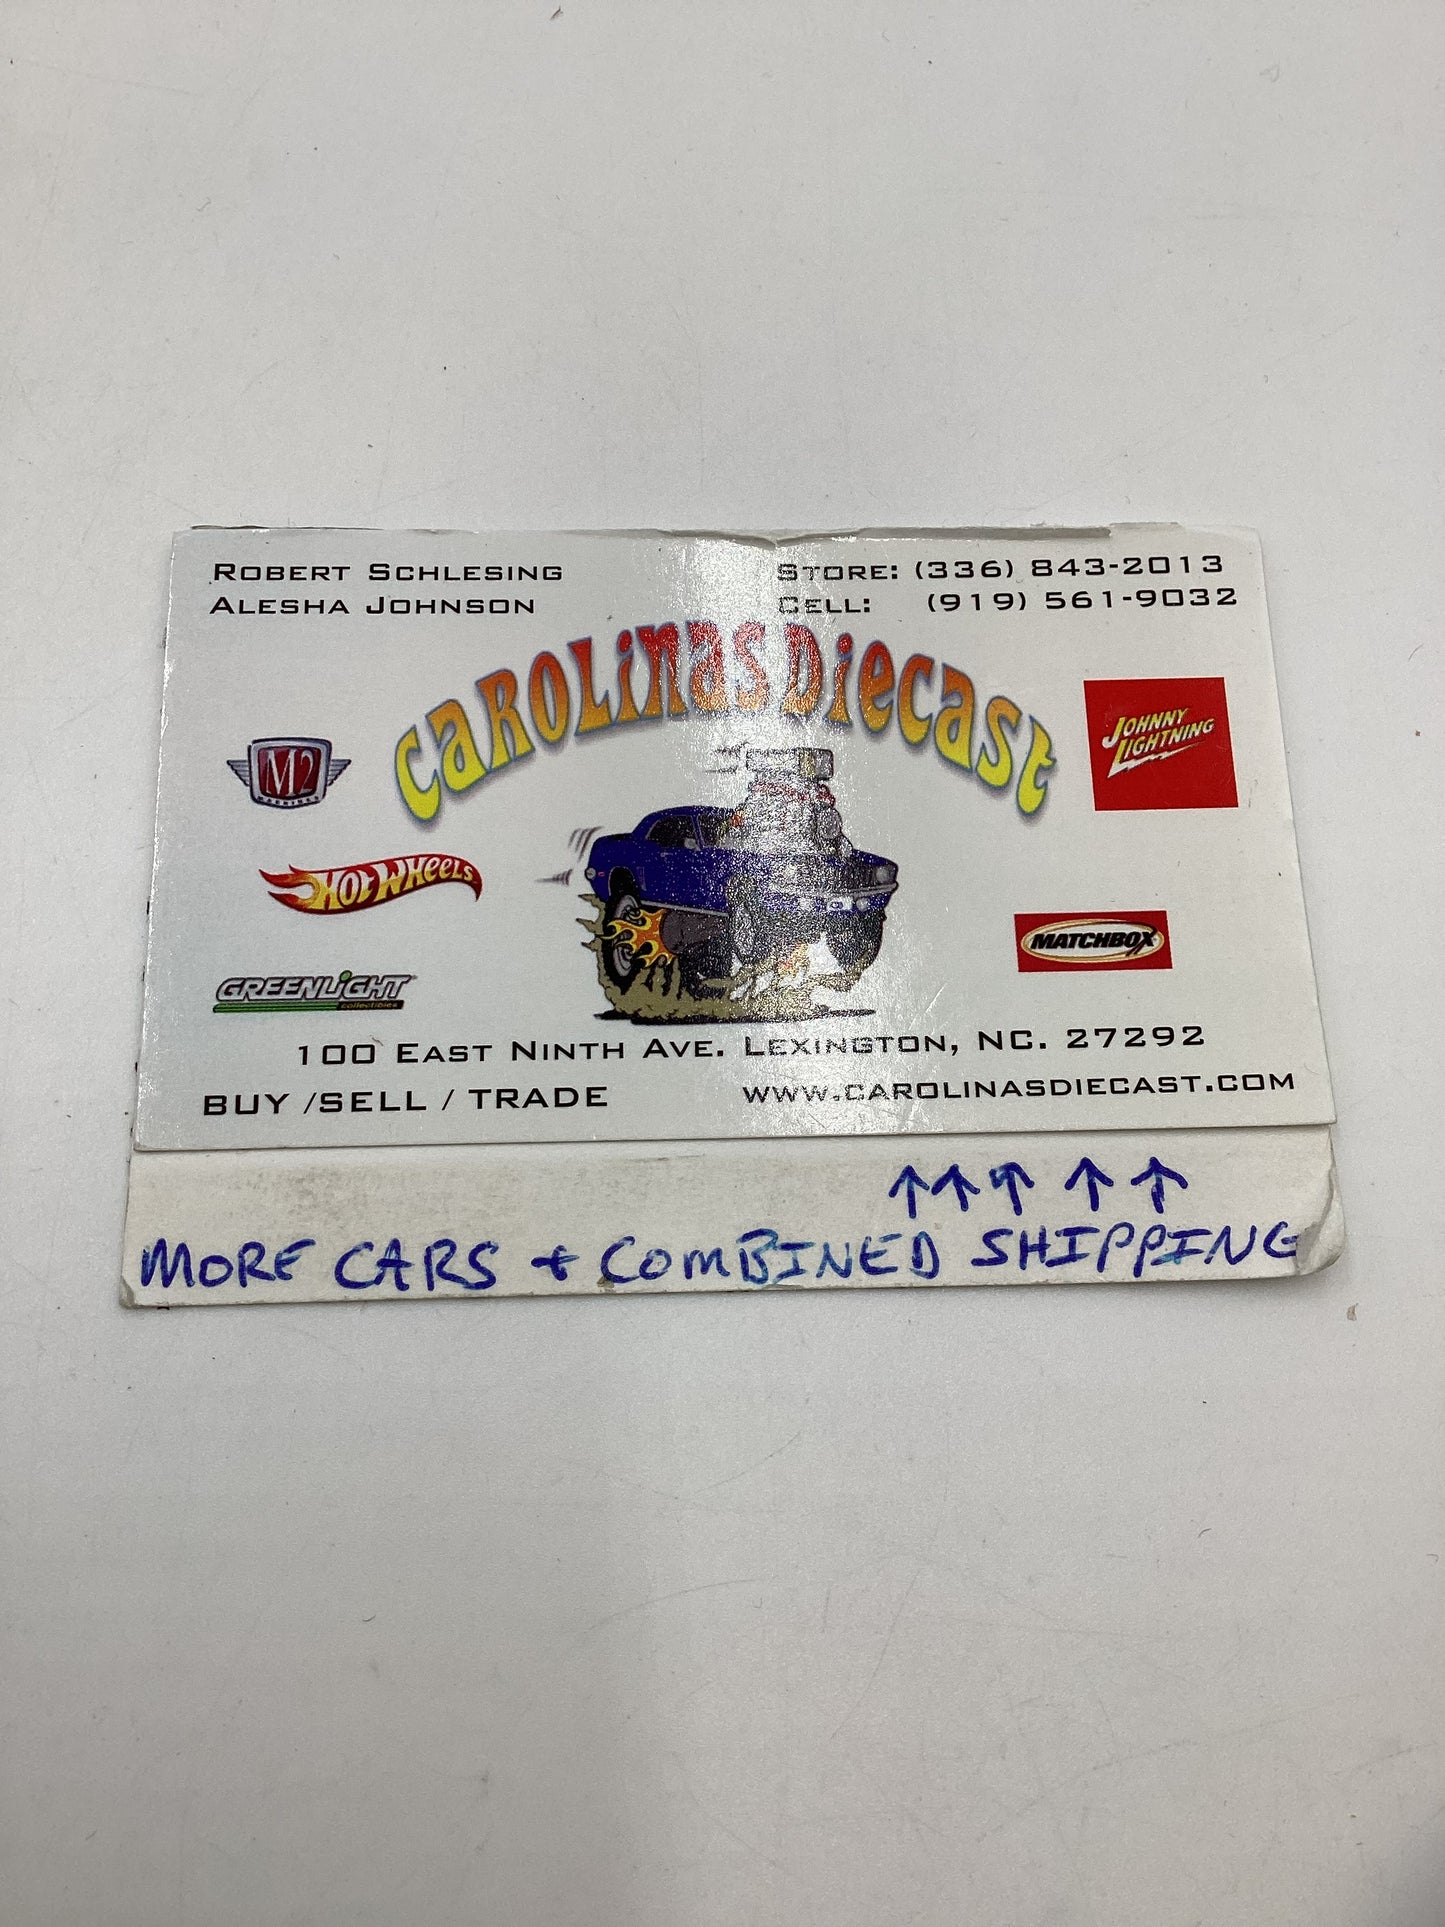 ROBERT SCHLESING
ALESHA JOHNSON
STORE: (336) 843-2013
CELL: (919) 561-9032
CAROLINAS DIECAST
M2
MACHINES
JOHNNY
LIGHTNING
HOT WHEELS
MATCHBOX
GREENLIGHT
collectibles
100 EAST NINTH AVE. LEXINGTON, NC. 27292
BUY /SELL / TRADE
WWW.CAROLINASDIECAST.COM
↑↑↑↑↑
MORE CARS + COMBINED SHIPPING